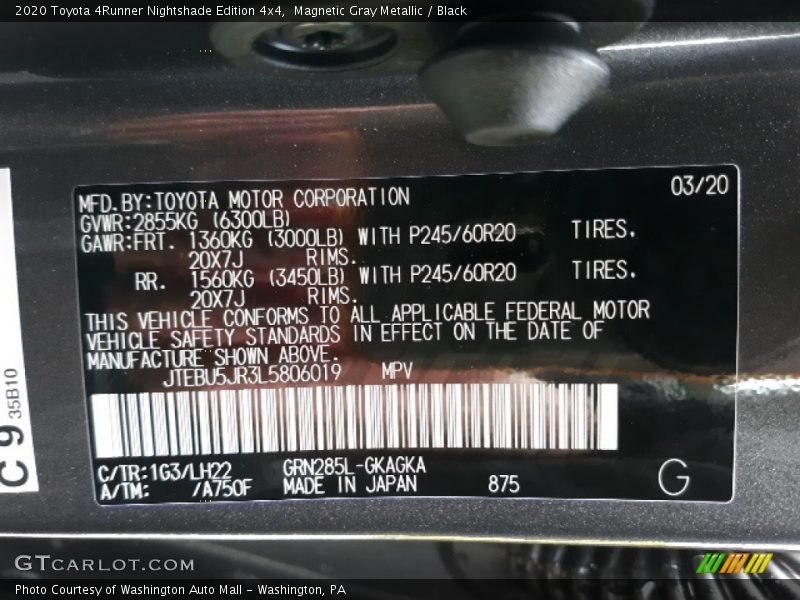 2020 Toyota 4Runner Nightshade Edition 4x4, Magnetic Gray Metallic / Black
03/20
MFD. BY: TOYOTA MOTOR CORPORATION
GVWR: 2855KG (6300LB)
GAWR: FRT. 1360KG (3000LB) WITH P245/60R20 TIRES.
20X7J RIMS.
RR. 1560KG (3450LB) WITH P245/60R20 TIRES.
20X7J RIMS.
THIS VEHICLE CONFORMS TO ALL APPLICABLE FEDERAL MOTOR
VEHICLE SAFETY STANDARDS IN EFFECT ON THE DATE OF
MANUFACTURE SHOWN ABOVE.
JTEBU5JR3L5806019 MPV
C/TR: 1G3/LH22 GRN285L-GKAGKA
A/TM: /A750F MADE IN JAPAN 875 G
C 9 35B10
GTCARLOT.COM
Photo Courtesy of Washington Auto Mall - Washington, PA